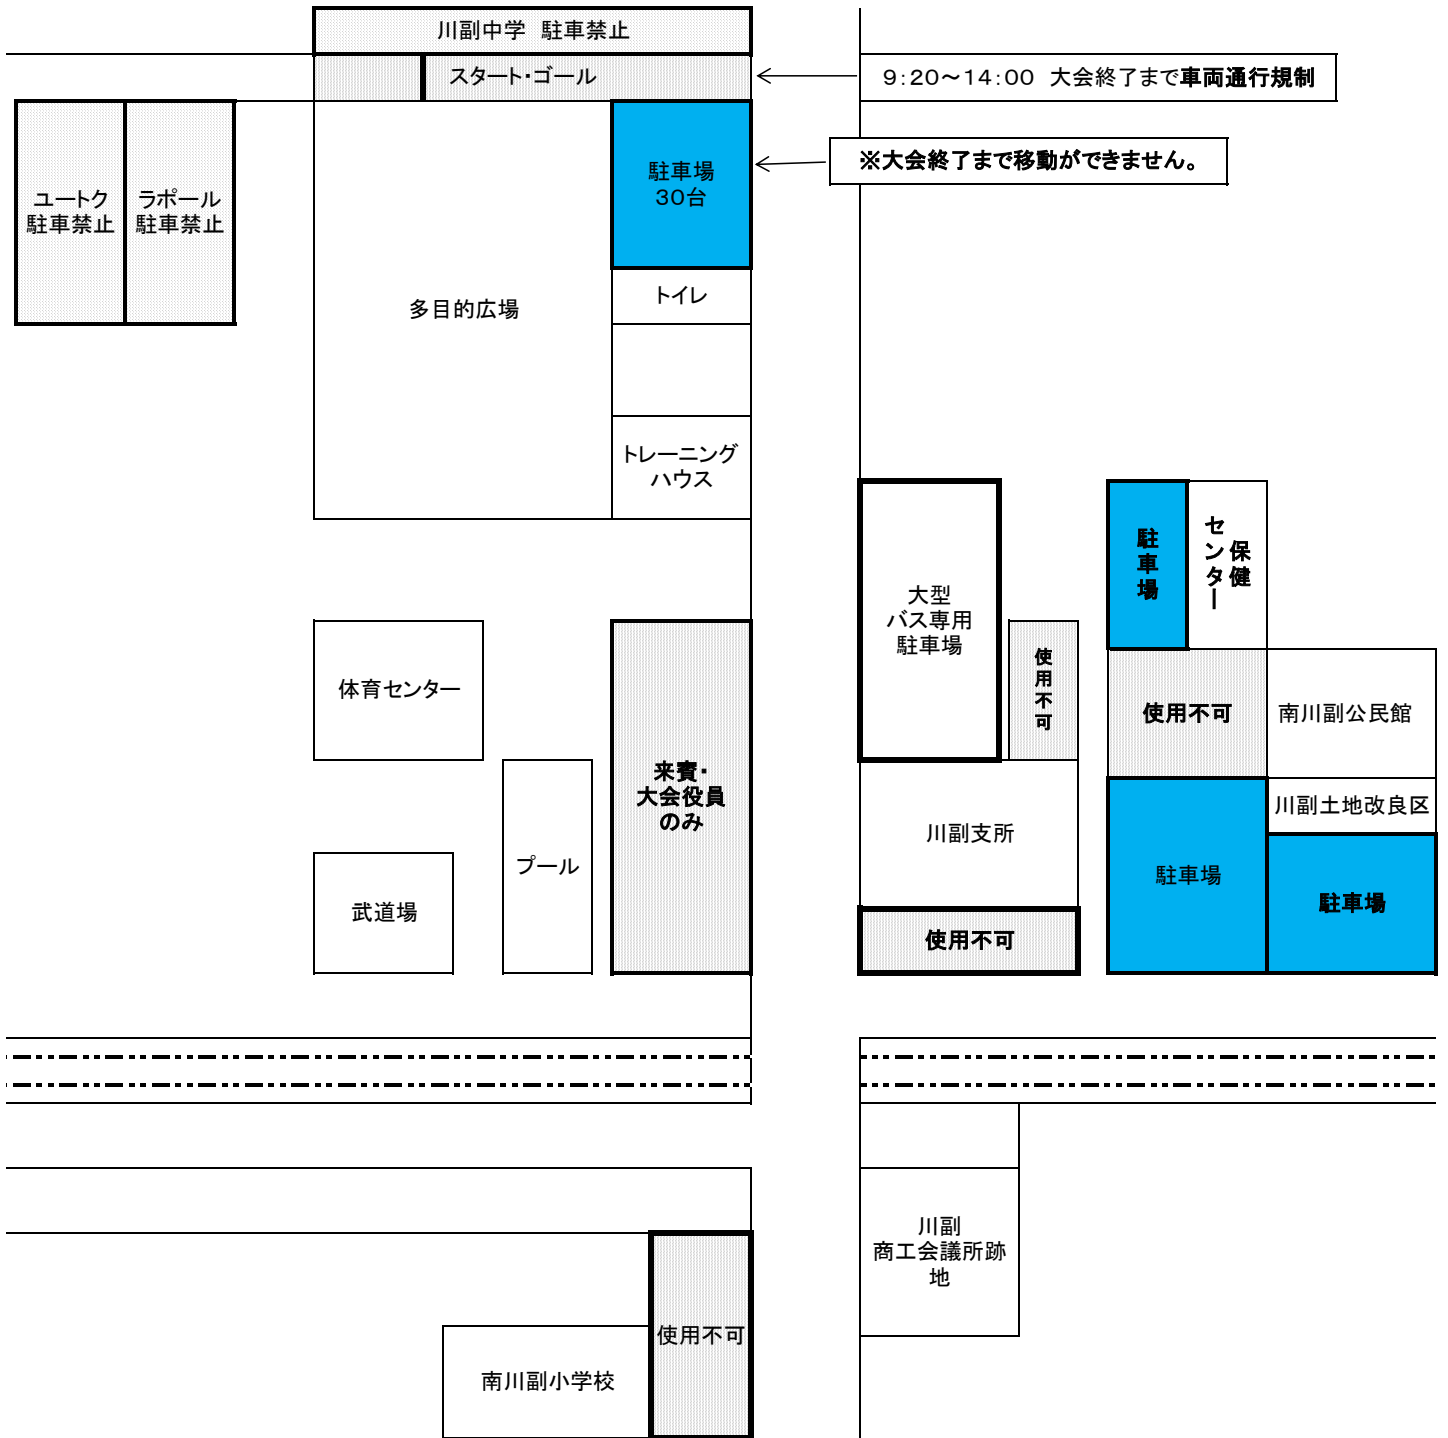 川副中学 駐車禁止
スタート・ゴール
9:20～14:00 大会終了まで車両通行規制
※大会終了まで移動ができません。
ユートク
駐車禁止
ラポール
駐車禁止
駐車場
30台
多目的広場
トイレ
トレーニング
ハウス
大型
バス専用
駐車場
駐車場
保健
センター
使用不可
体育センター
使用不可
南川副公民館
来賓・
大会役員
のみ
プール
川副支所
川副土地改良区
駐車場
駐車場
武道場
使用不可
川副
商工会議所跡
地
使用不可
南川副小学校